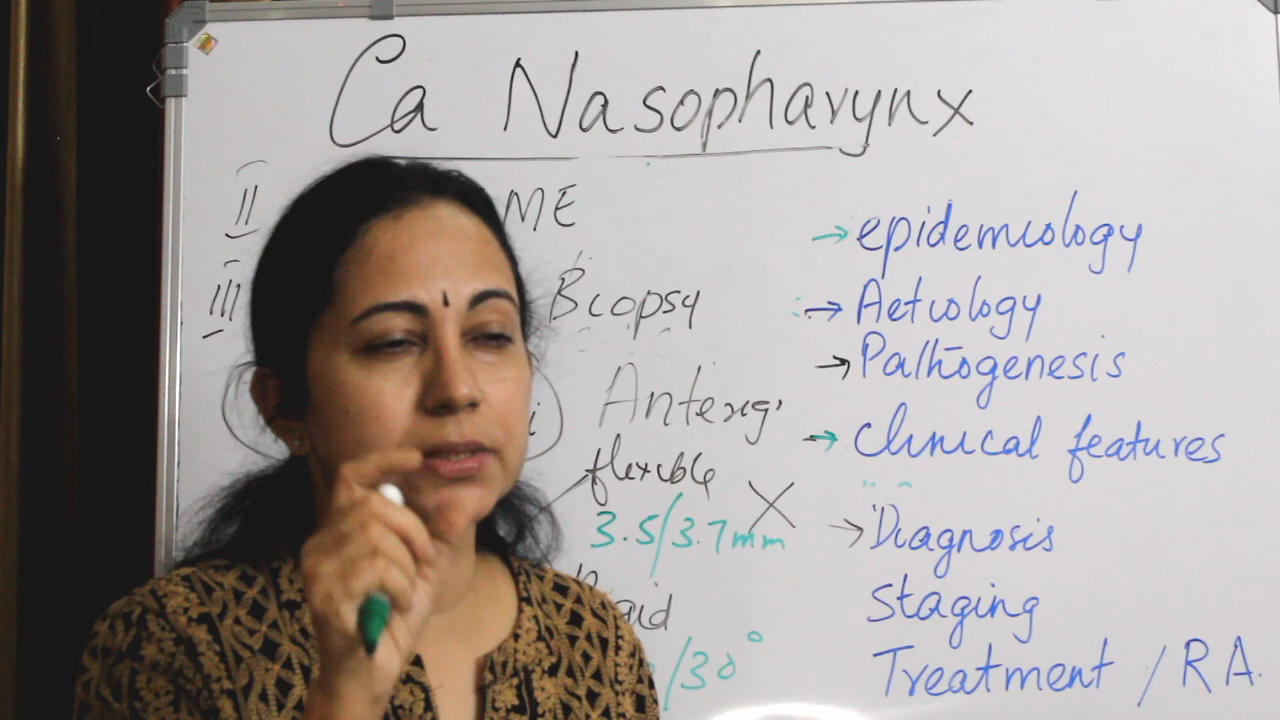 Ca Nasopharynx
II ME
III Biopsy
flexible
3.5/3.7mm X
/30°
→ epidemiology
→ Aetiology
→ Pathogenesis
→ Clinical features
→ Diagnosis
Staging
Treatment / RA.